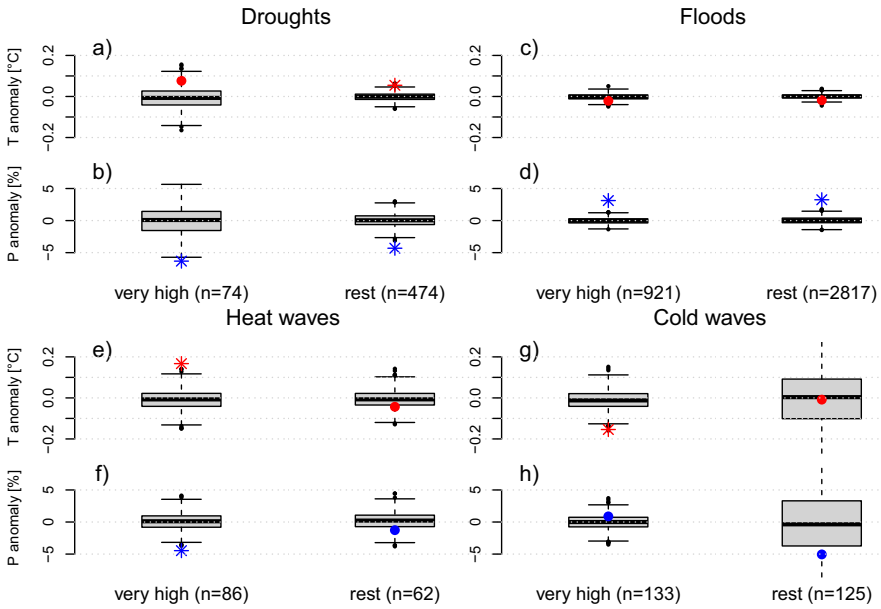 Droughts
Floods
a)
c)
T anomaly [°C]
0.2
0.0
−0.2
0.2
0.0
−0.2
b)
d)
P anomaly [%]
5
0
−5
5
0
−5
very high (n=74)
rest (n=474)
very high (n=921)
rest (n=2817)
Heat waves
Cold waves
e)
g)
T anomaly [°C]
0.2
0.0
−0.2
0.2
0.0
−0.2
f)
h)
P anomaly [%]
5
0
−5
5
0
−5
very high (n=86)
rest (n=62)
very high (n=133)
rest (n=125)